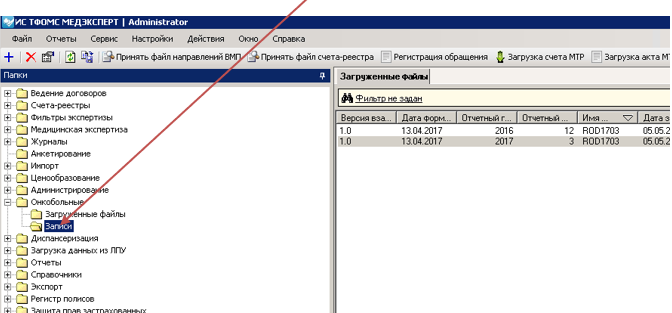 ИС ТФОМС МЕДЭКСПЕРТ | Administrator
Файл Отчеты Сервис Настройки Действия Окно Справка
Принять файл направлений ВМП Принять файл счета-реестра Регистрация обращения Загрузка счета МТР Загрузка акта МТ
Папки
Загруженные файлы
Фильтр не задан
Версия вза... Дата форм... Отчетный г... Отчетный ... Имя ... Дата з
1.0 13.04.2017 2016 12 ROD1703 05.05.2
1.0 13.04.2017 2017 3 ROD1703 05.05.2
Ведение договоров
Счета-реестры
Фильтры экспертизы
Медицинская экспертиза
Журналы
Анкетирование
Импорт
Ценообразование
Администрирование
Онкобольные
Загруженные файлы
Записи
Диспансеризация
Загрузка данных из ЛПУ
Отчеты
Справочники
Экспорт
Регистр полисов
Защита прав застрахованных